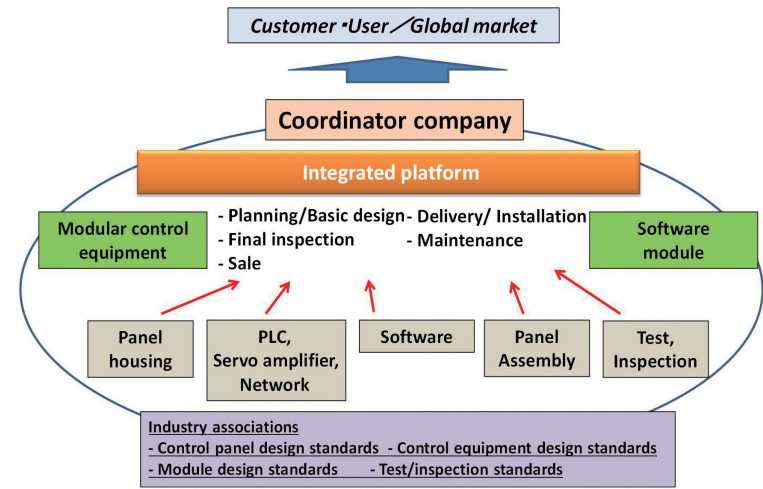 Customer・User／Global market
Coordinator company
Integrated platform
Modular control
equipment
- Planning/Basic design
- Final inspection
- Sale
- Delivery/ Installation
- Maintenance
Software
module
Panel
housing
PLC,
Servo amplifier,
Network
Software
Panel
Assembly
Test,
Inspection
Industry associations
- Control panel design standards - Control equipment design standards
- Module design standards - Test/inspection standards